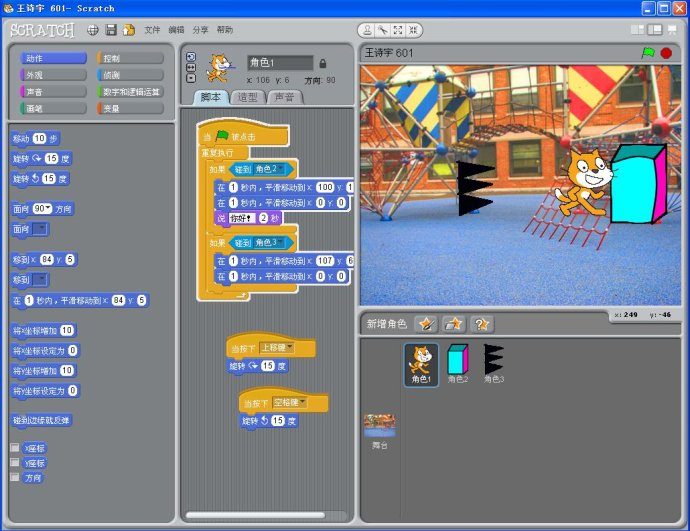 王诗宇 601- Scratch
SCRATCH
文件 编辑 分享 帮助
动作 控制
外观 侦测
声音 数字和逻辑运算
画笔 变量
移动 10 步
旋转 15 度
旋转 15 度
面向 90 方向
面向
移到 x: 84 y: 5
移到
在 1 秒内，平滑移动到 x: 84 y: 5
将x坐标增加 10
将x坐标设定为 0
将y坐标增加 10
将y坐标设定为 0
碰到边缘就反弹
x座标
y座标
方向
角色1
x: 106 y: 6 方向: 90
脚本 造型 声音
当 被点击
重复执行
如果 碰到 角色2
在 1 秒内，平滑移动到 x: 100 y: 1
在 1 秒内，平滑移动到 x: 0 y: 0
说 你好! 2 秒
如果 碰到 角色3
在 1 秒内，平滑移动到 x: 107 y: 6
在 1 秒内，平滑移动到 x: 0 y: 0
当按下 上移键
旋转 15 度
当按下 空格键
旋转 15 度
王诗宇 601
x: 249 y: -46
新增角色
角色1 角色2 角色3
舞台